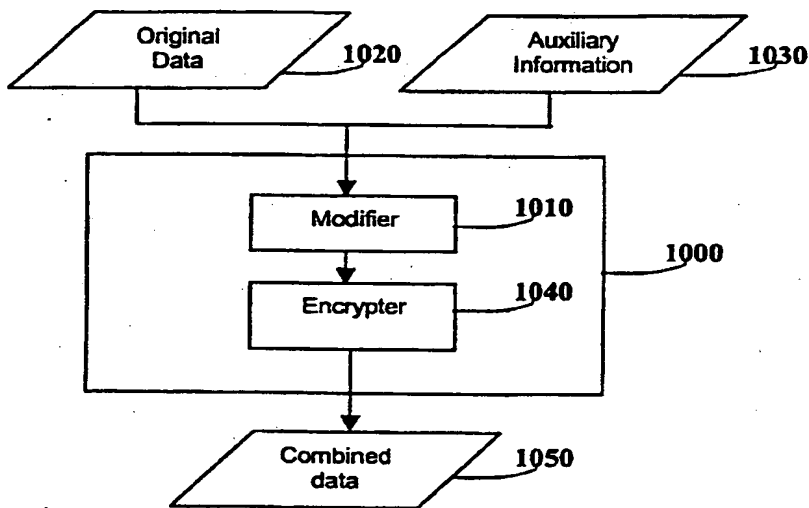 Original
Data
1020
Auxiliary
Information
1030
Modifier
1010
1000
Encrypter
1040
Combined
data
1050